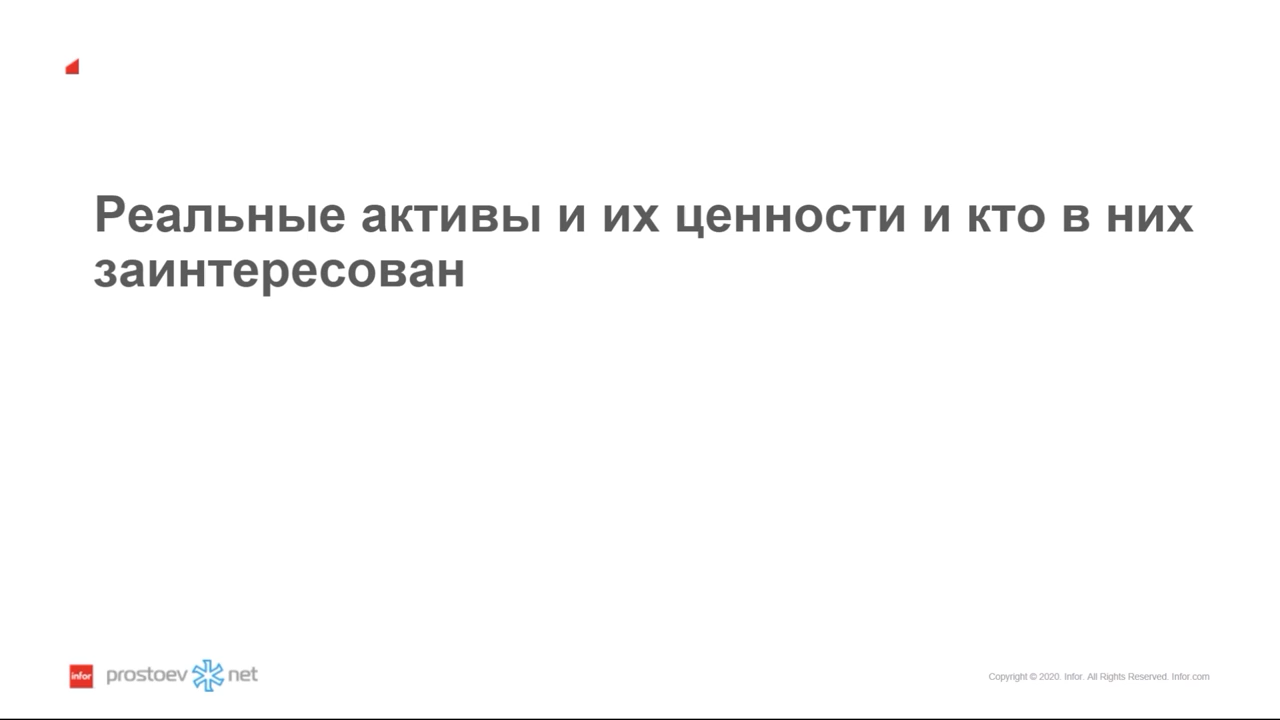 Реальные активы и их ценности и кто в них
заинтересован
infor prostoev net
Copyright © 2020. Infor. All Rights Reserved. Infor.com